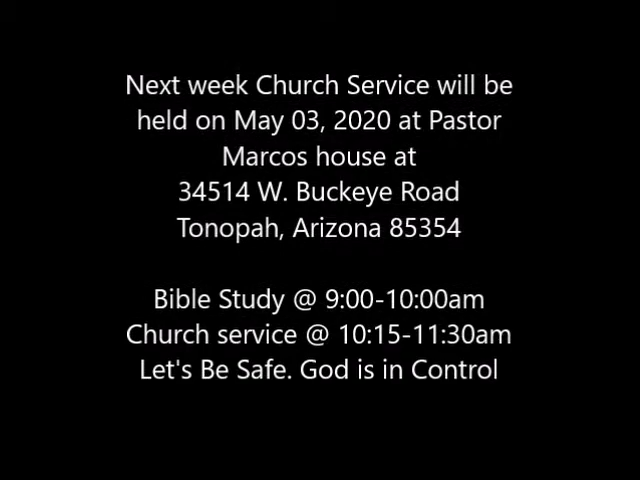 Next week Church Service will be
held on May 03, 2020 at Pastor
Marcos house at
34514 W. Buckeye Road
Tonopah, Arizona 85354
Bible Study @ 9:00-10:00am
Church service @ 10:15-11:30am
Let's Be Safe. God is in Control